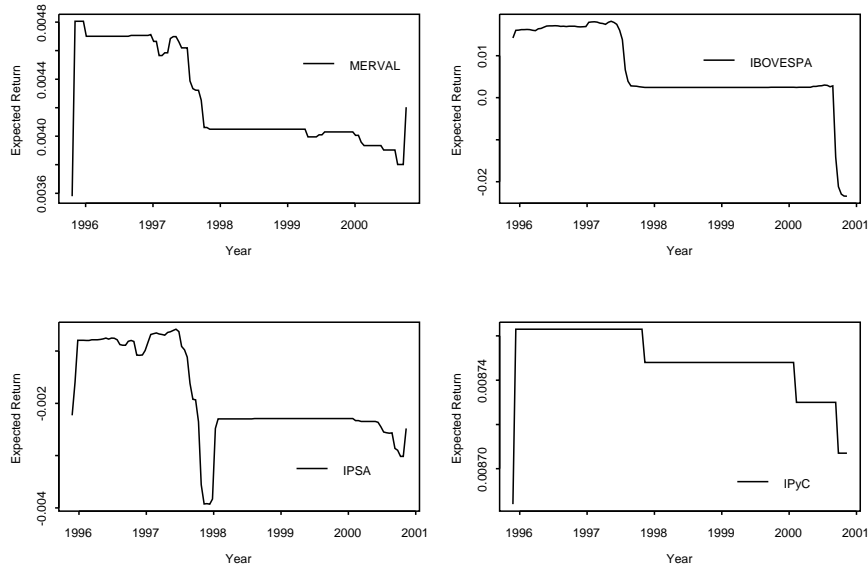 Expected Return
0.0036 0.0040 0.0044 0.0048
MERVAL
1996 1997 1998 1999 2000
Year
Expected Return
-0.02 0.0 0.01
IBOVESPA
1996 1997 1998 1999 2000 2001
Year
Expected Return
-0.004 -0.002
IPSA
1996 1997 1998 1999 2000 2001
Year
Expected Return
0.00870 0.00874
IPyC
1996 1997 1998 1999 2000 2001
Year